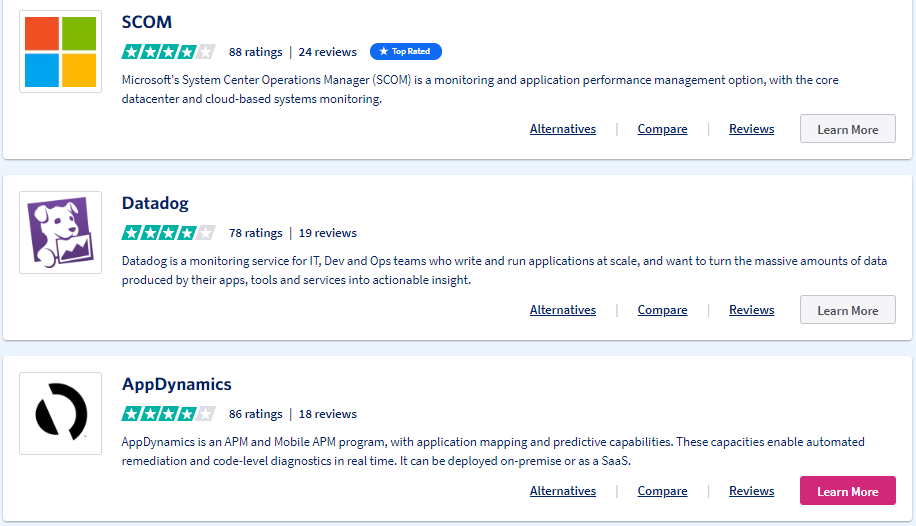 SCOM
88 ratings | 24 reviews ★ Top Rated
Microsoft's System Center Operations Manager (SCOM) is a monitoring and application performance management option, with the core
datacenter and cloud-based systems monitoring.
Alternatives | Compare | Reviews Learn More
Datadog
78 ratings | 19 reviews
Datadog is a monitoring service for IT, Dev and Ops teams who write and run applications at scale, and want to turn the massive amounts of data
produced by their apps, tools and services into actionable insight.
Alternatives | Compare | Reviews Learn More
AppDynamics
86 ratings | 18 reviews
AppDynamics is an APM and Mobile APM program, with application mapping and predictive capabilities. These capacities enable automated
remediation and code-level diagnostics in real time. It can be deployed on-premise or as a SaaS.
Alternatives | Compare | Reviews Learn More